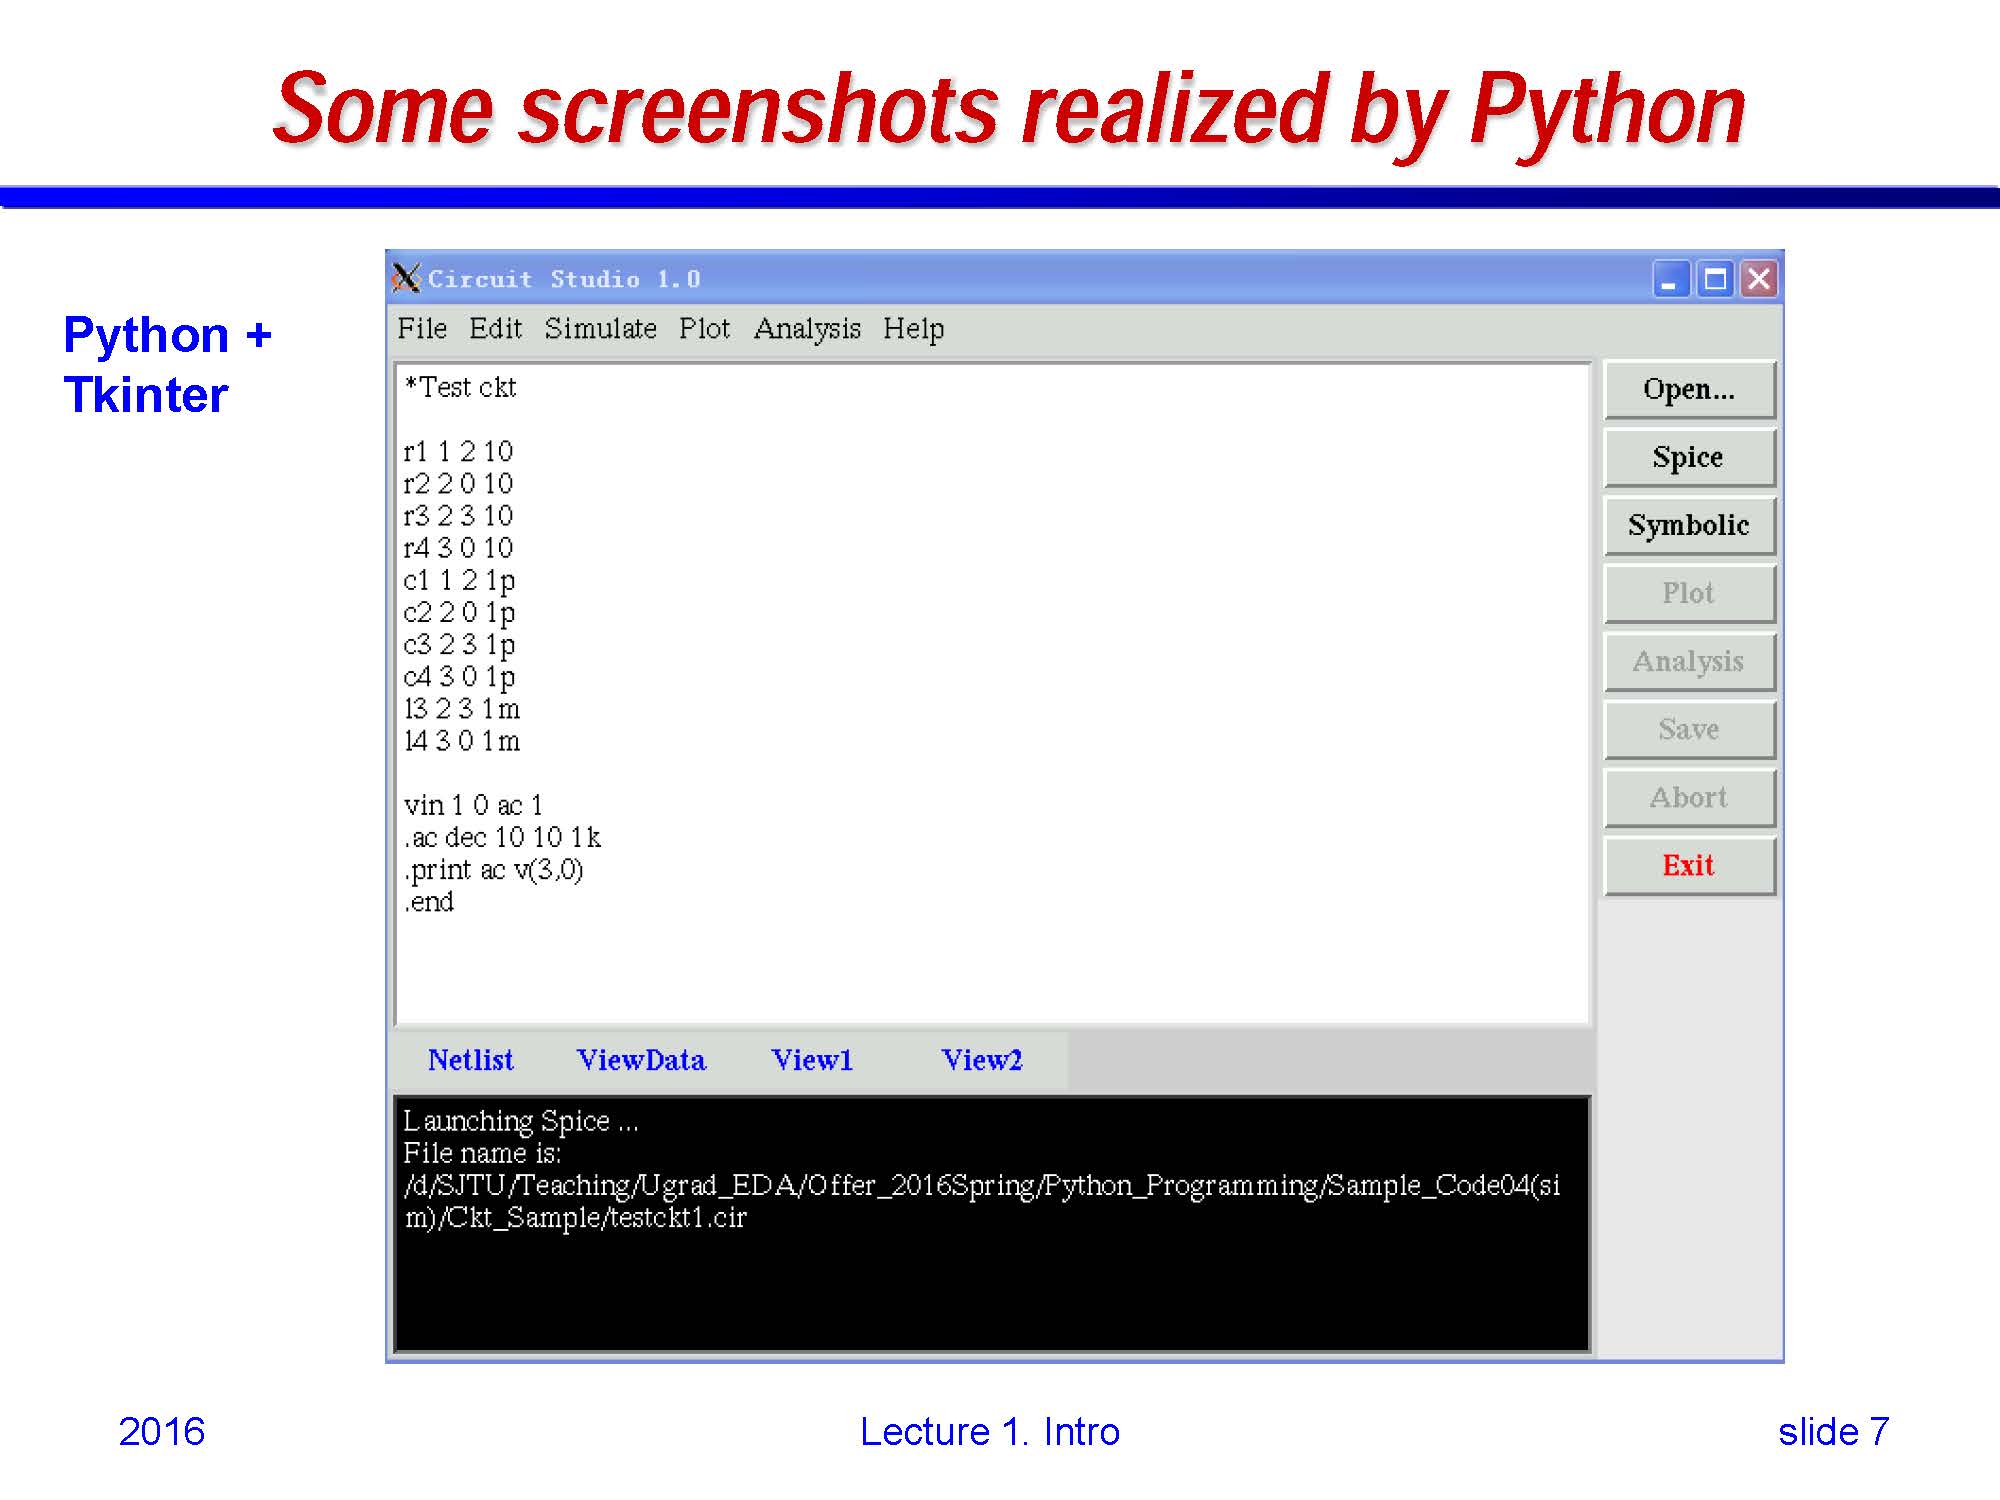 Some screenshots realized by Python
Python +
Tkinter
Circuit Studio 1.0
File Edit Simulate Plot Analysis Help
*Test ckt
r1 1 2 10
r2 2 0 10
r3 2 3 10
r4 3 0 10
c1 1 2 1p
c2 2 0 1p
c3 2 3 1p
c4 3 0 1p
l3 2 3 1m
l4 3 0 1m
vin 1 0 ac 1
.ac dec 10 10 1k
.print ac v(3,0)
.end
Open...
Spice
Symbolic
Plot
Analysis
Save
Abort
Exit
Netlist ViewData View1 View2
Launching Spice ...
File name is:
/d/SJTU/Teaching/Ugrad_EDA/Offer_2016Spring/Python_Programming/Sample_Code04(si
m)/Ckt_Sample/testckt1.cir
2016 Lecture 1. Intro slide 7